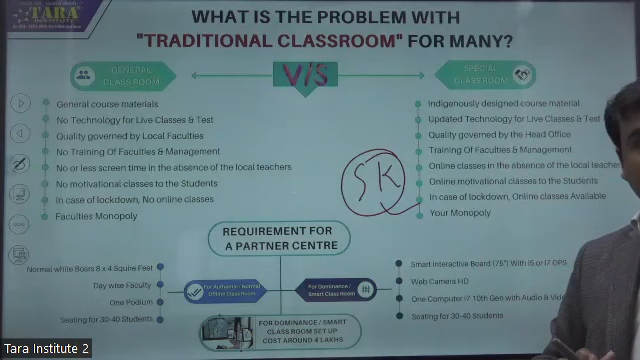 TARA
INSTITUTE
WHAT IS THE PROBLEM WITH
"TRADITIONAL CLASSROOM" FOR MANY?
GENERAL
CLASS ROOM
V/S
SPECIAL
CLASS ROOM
General course materials
No Technology for Live Classes & Test
Quality governed by Local Faculties
No Training Of Faculties & Management
No or less screen time in the absence of the local teachers
No motivational classes to the Students
In case of lockdown, No online classes
Faculties Monopoly
Indigenously designed course material
Updated Technology for Live Classes & Test
Quality governed by the Head Office
Training of Faculties & Management
Online classes in the absence of the local teachers
Online motivational classes to the Students
In case of lockdown, Online classes Available
Your Monopoly
SK
REQUIREMENT FOR
A PARTNER CENTRE
Normal while Boars 8 x 4 Squire Feet
Day wise Faculty
One Podium
Seating for 30-40 Students
For Authentic / Normal
Offline Class Room
For Dominance /
Smart Class Room
Smart Interactive Board (75") With I5 or I7 OPS
Web Camera HD
One Computer i7 10th Gen with Audio &
Seating for 30-40 Students
FOR DOMINANCE / SMART
CLASS ROOM SET UP
COST AROUND 4 LAKHS
Tara Institute 2